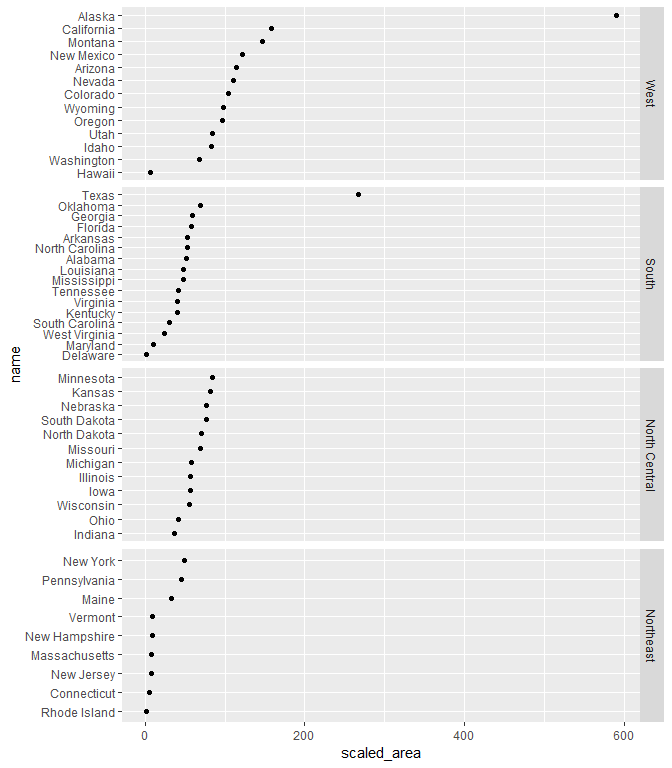 Alaska
California
Montana
New Mexico
Arizona
Nevada
Colorado
Wyoming
Oregon
Utah
Idaho
Washington
Hawaii
West
Texas
Oklahoma
Georgia
Florida
Arkansas
North Carolina
Alabama
Louisiana
Mississippi
Tennessee
Virginia
Kentucky
South Carolina
West Virginia
Maryland
Delaware
South
name
Minnesota
Kansas
Nebraska
South Dakota
North Dakota
Missouri
Michigan
Illinois
Iowa
Wisconsin
Ohio
Indiana
North Central
New York
Pennsylvania
Maine
Vermont
New Hampshire
Massachusetts
New Jersey
Connecticut
Rhode Island
Northeast
0 200 400 600
scaled_area